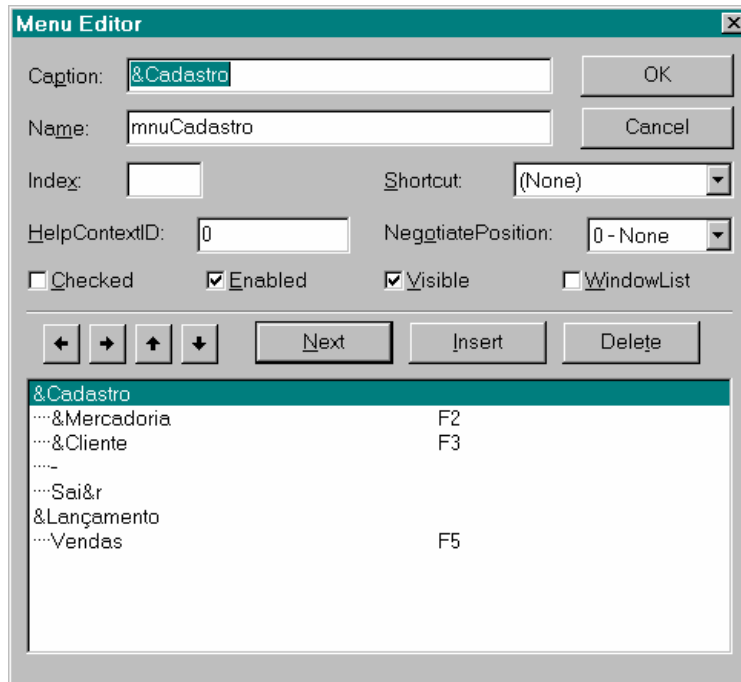 Menu Editor
Caption: &Cadastro OK
Name: mnuCadastro Cancel
Index: Shortcut: (None)
HelpContextID: 0 NegotiatePosition: 0 - None
Checked Enabled Visible WindowList
Next Insert Delete
&Cadastro
····&Mercadoria F2
····&Cliente F3
····-
····Sai&r
&Lançamento
····Vendas F5